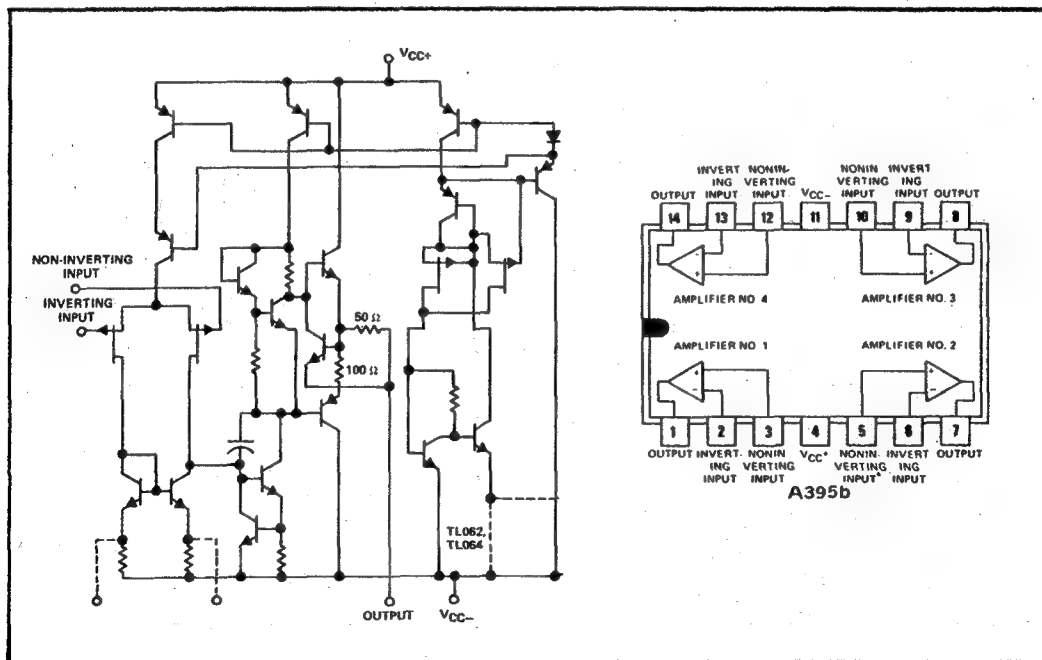 VCC+
NON-INVERTING
INPUT
INVERTING
INPUT
50 Ω
100 Ω
TL062,
TL064
OUTPUT
VCC–
OUTPUT
INVERT
ING
INPUT
NONIN-
VERTING
INPUT
VCC–
NONIN
VERTING
INPUT
INVERT
ING
INPUT
OUTPUT
14
13
12
11
10
9
8
–
+
+
–
AMPLIFIER NO. 4
AMPLIFIER NO. 3
AMPLIFIER NO 1
AMPLIFIER NO. 2
+
–
+
–
1
2
3
4
5
6
7
OUTPUT
INVERT-
ING
INPUT
NONIN
VERTING
INPUT
VCC+
NONIN-
VERTING
INPUT
INVERT
ING
INPUT
OUTPUT
A395b